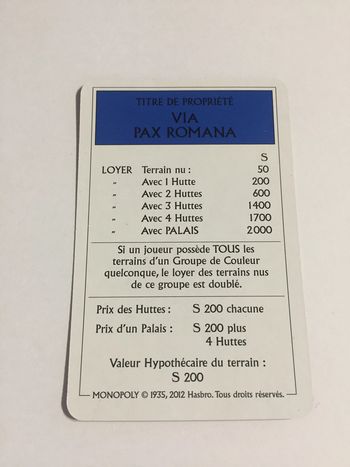 TITRE DE PROPRIÉTÉ
VIA
PAX ROMANA
S
LOYER Terrain nu : 50
" Avec 1 Hutte 200
" Avec 2 Huttes 600
" Avec 3 Huttes 1400
" Avec 4 Huttes 1700
" Avec PALAIS 2000
Si un joueur possède TOUS les
terrains d'un Groupe de Couleur
quelconque, le loyer des terrains nus
de ce groupe est doublé.
Prix des Huttes : S 200 chacune
Prix d'un Palais : S 200 plus
4 Huttes
Valeur Hypothécaire du terrain :
S 200
MONOPOLY © 1935, 2012 Hasbro. Tous droits réservés.